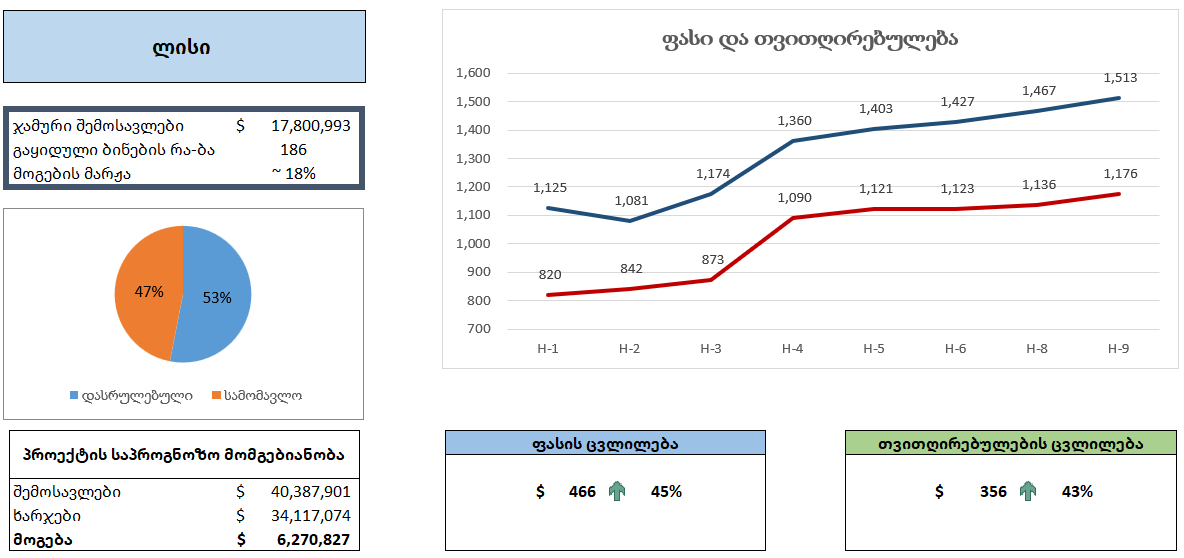 ლისი
ჯამური შემოსავლები $ 17,800,993
გაყიდული ბინების რა-ბა 186
მოგების მარჟა ~ 18%
47% 53%
დასრულებული სამომავლო
პროექტის საპროგნოზო მომგებიანობა
შემოსავლები $ 40,387,901
ხარჯები $ 34,117,074
მოგება $ 6,270,827
ფასი და თვითღირებულება
1,600
1,500
1,400
1,300
1,200
1,100
1,000
900
800
700
1,125 1,081 1,174 1,360 1,403 1,427 1,467 1,513
820 842 873 1,090 1,121 1,123 1,136 1,176
H-1 H-2 H-3 H-4 H-5 H-6 H-8 H-9
ფასის ცვლილება
$ 466 45%
თვითღირებულების ცვლილება
$ 356 43%